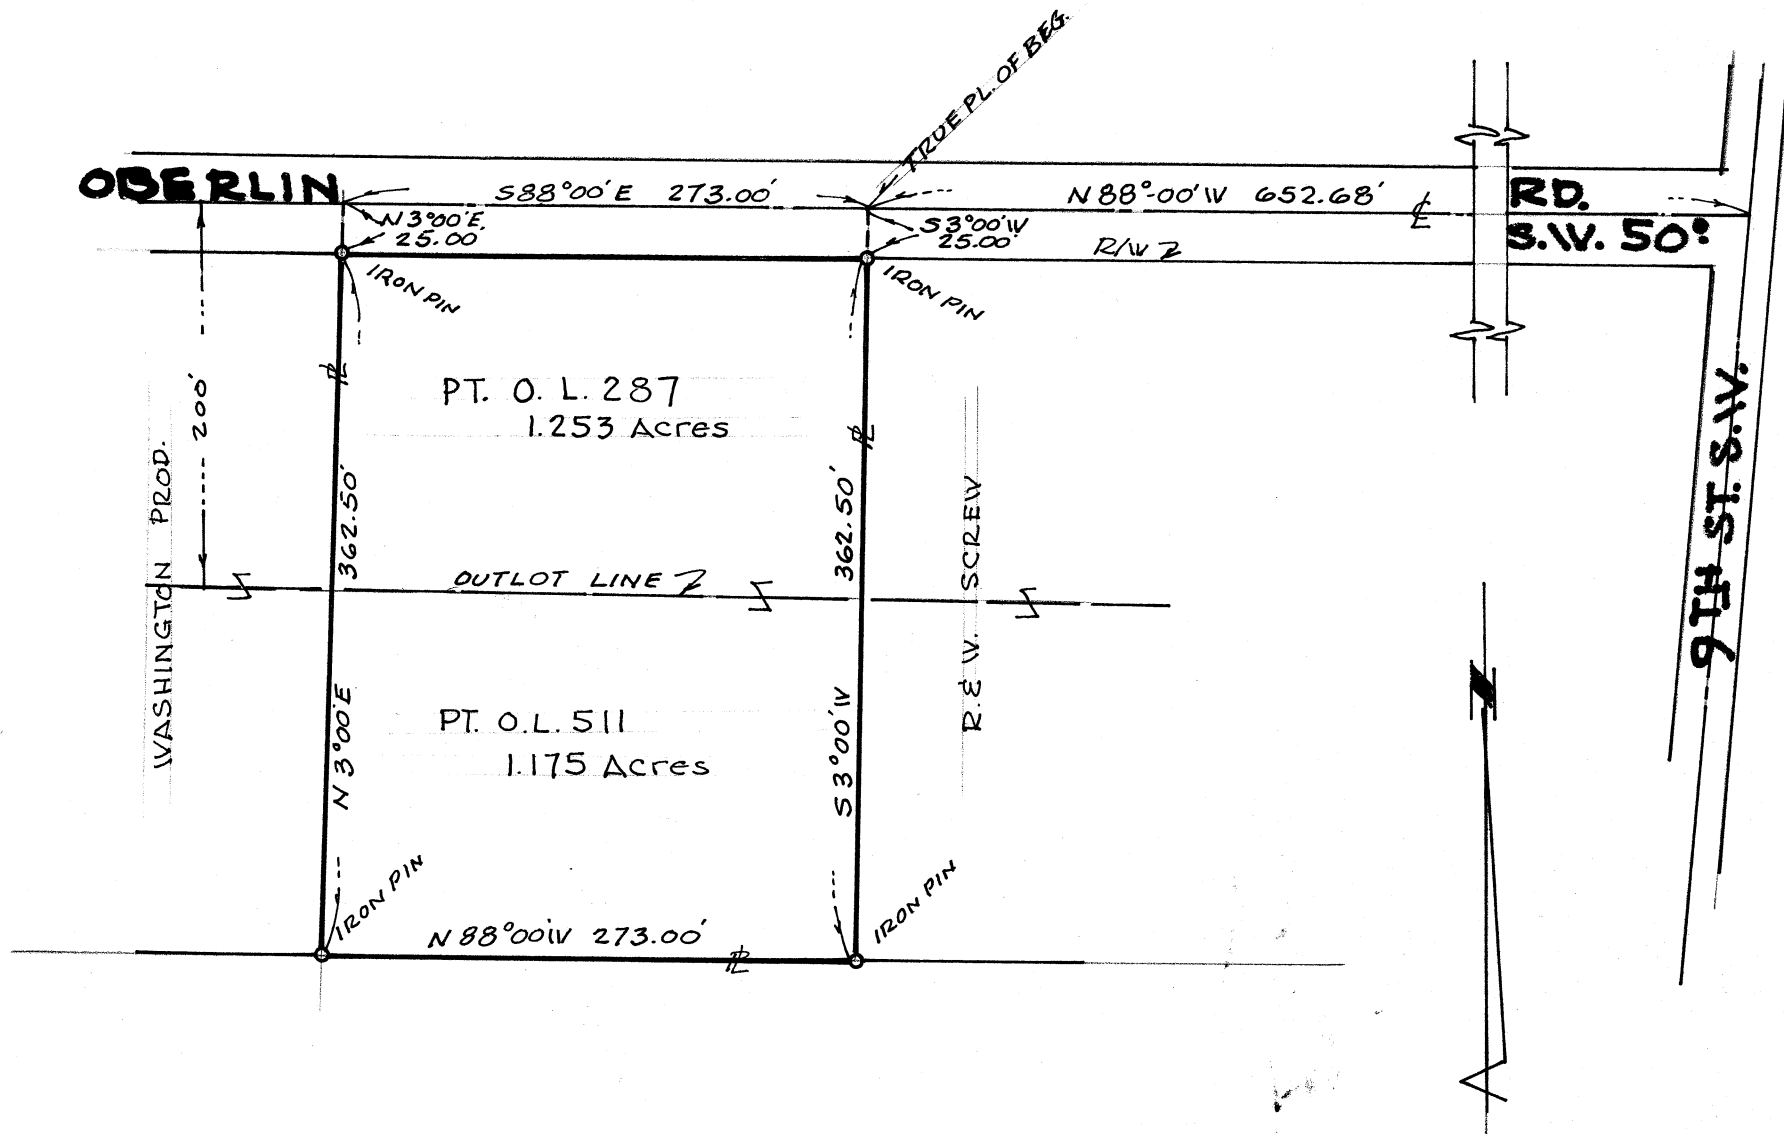 TRUE PL. OF BEG.
OBERLIN
S88°00'E 273.00'
N88°-00'W 652.68'
RD.
S.W. 50'
N3°00'E.
25.00
S3°00'W
25.00'
R/W
IRON PIN
IRON PIN
PT. O.L. 287
1.253 Acres
200'
WASHINGTON PROD.
362.50'
N3°00'E
362.50'
S3°00'W
R.&W. SCREW
OUTLOT LINE
9TH ST. S.W.
N
PT. O.L. 511
1.175 Acres
IRON PIN
IRON PIN
N88°00'W 273.00'